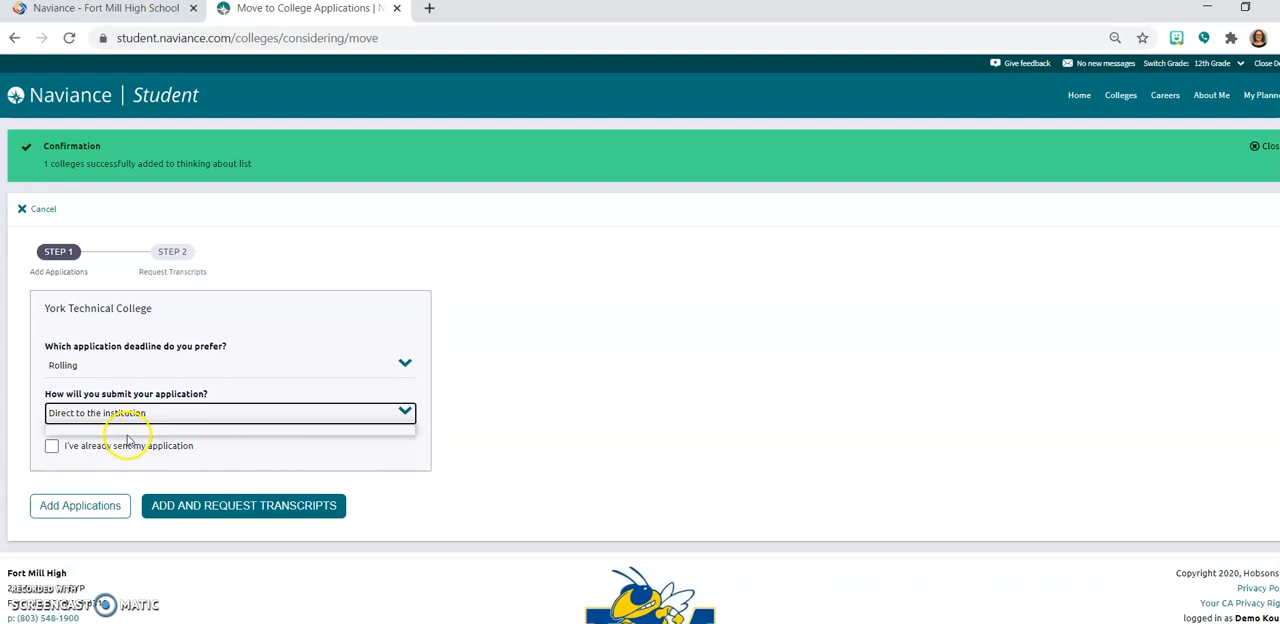 Naviance - Fort Mill High School
Move to College Applications | N
student.naviance.com/colleges/considering/move
Give feedback No new messages Switch Grade: 12th Grade Close De
Naviance | Student
Home Colleges Careers About Me My Plann
Confirmation
1 colleges successfully added to thinking about list
Clos
Cancel
STEP 1 STEP 2
Add Applications Request Transcripts
York Technical College
Which application deadline do you prefer?
Rolling
How will you submit your application?
Direct to the institution
I've already sent my application
Add Applications ADD AND REQUEST TRANSCRIPTS
Fort Mill High
RECORDED WITH
SCREENCAST MATIC
p: (803) 548-1900
Copyright 2020, Hobsons
Privacy Po
Your CA Privacy Rig
logged in as Demo Kou